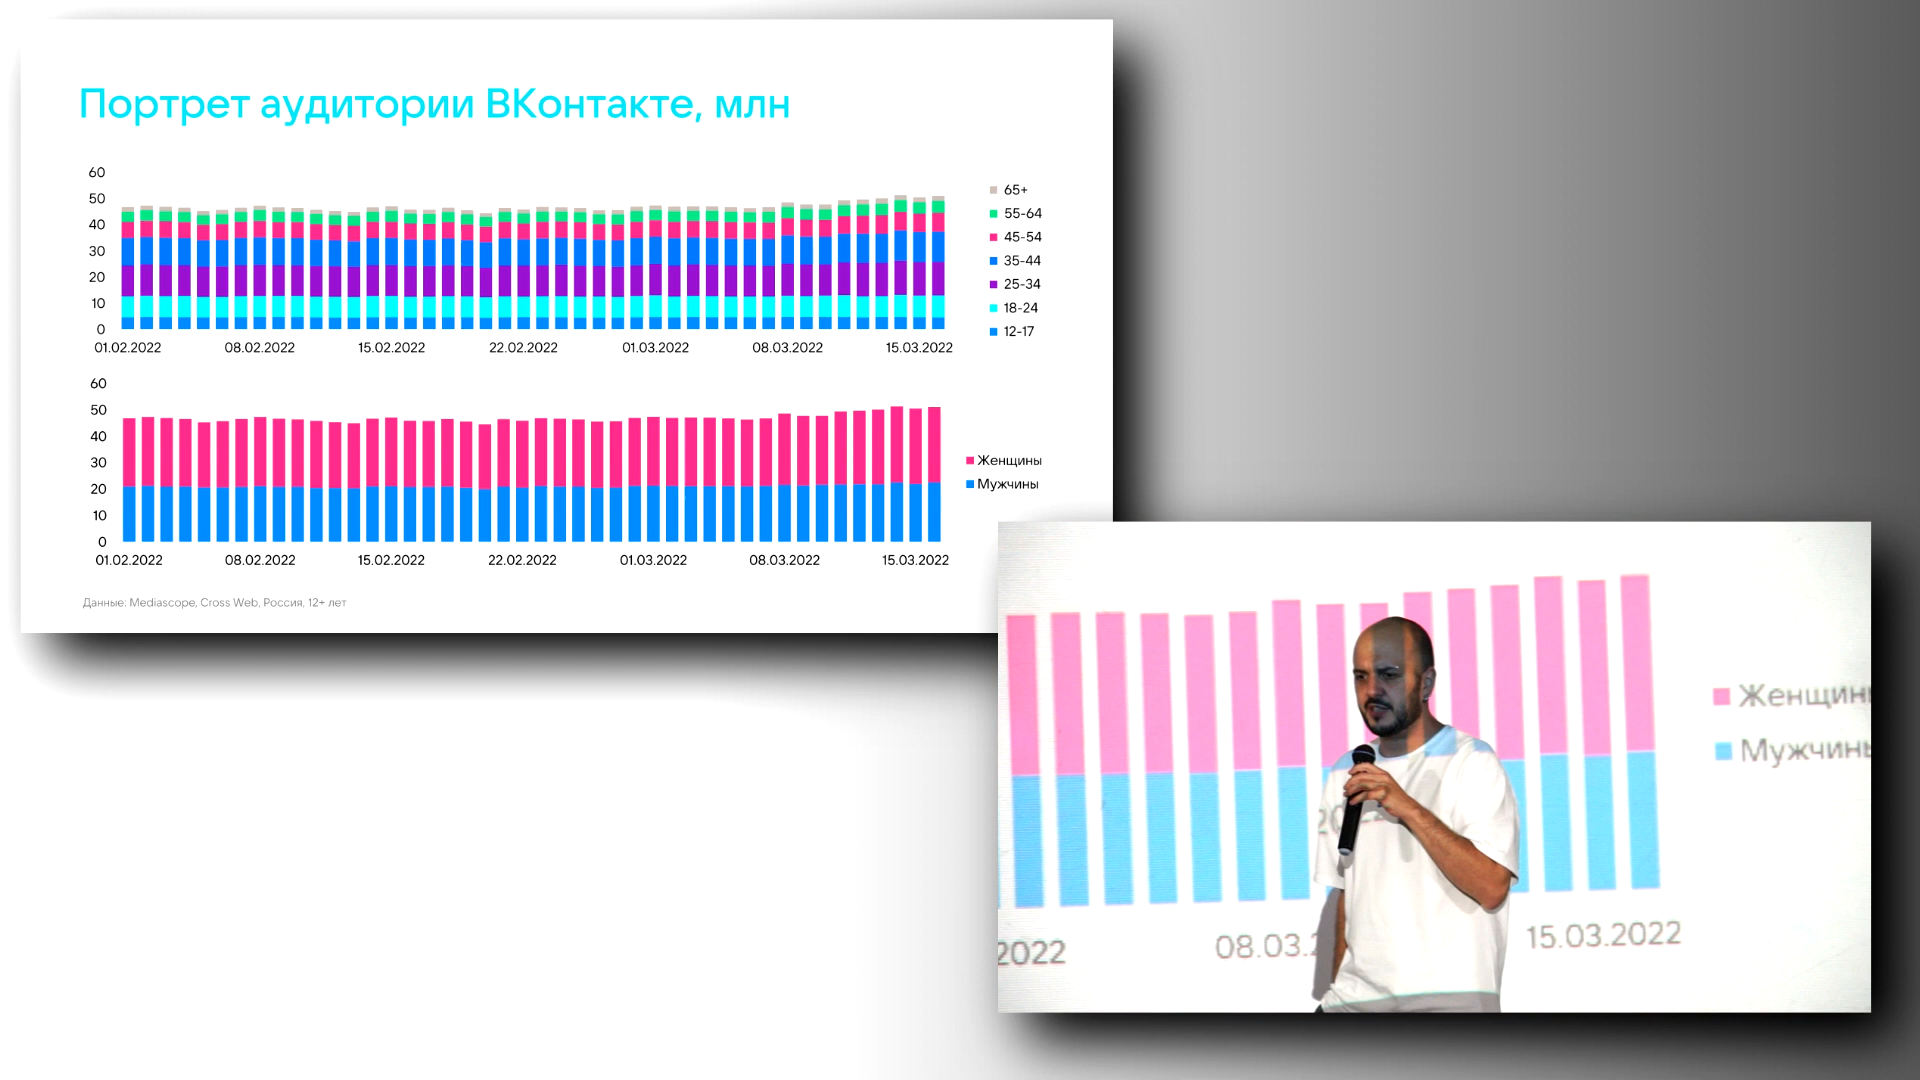 Портрет аудитории ВКонтакте, млн
60
50
40
30
20
10
0
01.02.2022 08.02.2022 15.02.2022 22.02.2022 01.03.2022 08.03.2022 15.03.2022
65+
55-64
45-54
35-44
25-34
18-24
12-17
60
50
40
30
20
10
0
01.02.2022 08.02.2022 15.02.2022 22.02.2022 01.03.2022 08.03.2022 15.03.2022
Женщины
Мужчины
Данные: Mediascope, Cross Web, Россия, 12+ лет
Женщин
Мужчин
2022 08.03. 15.03.2022